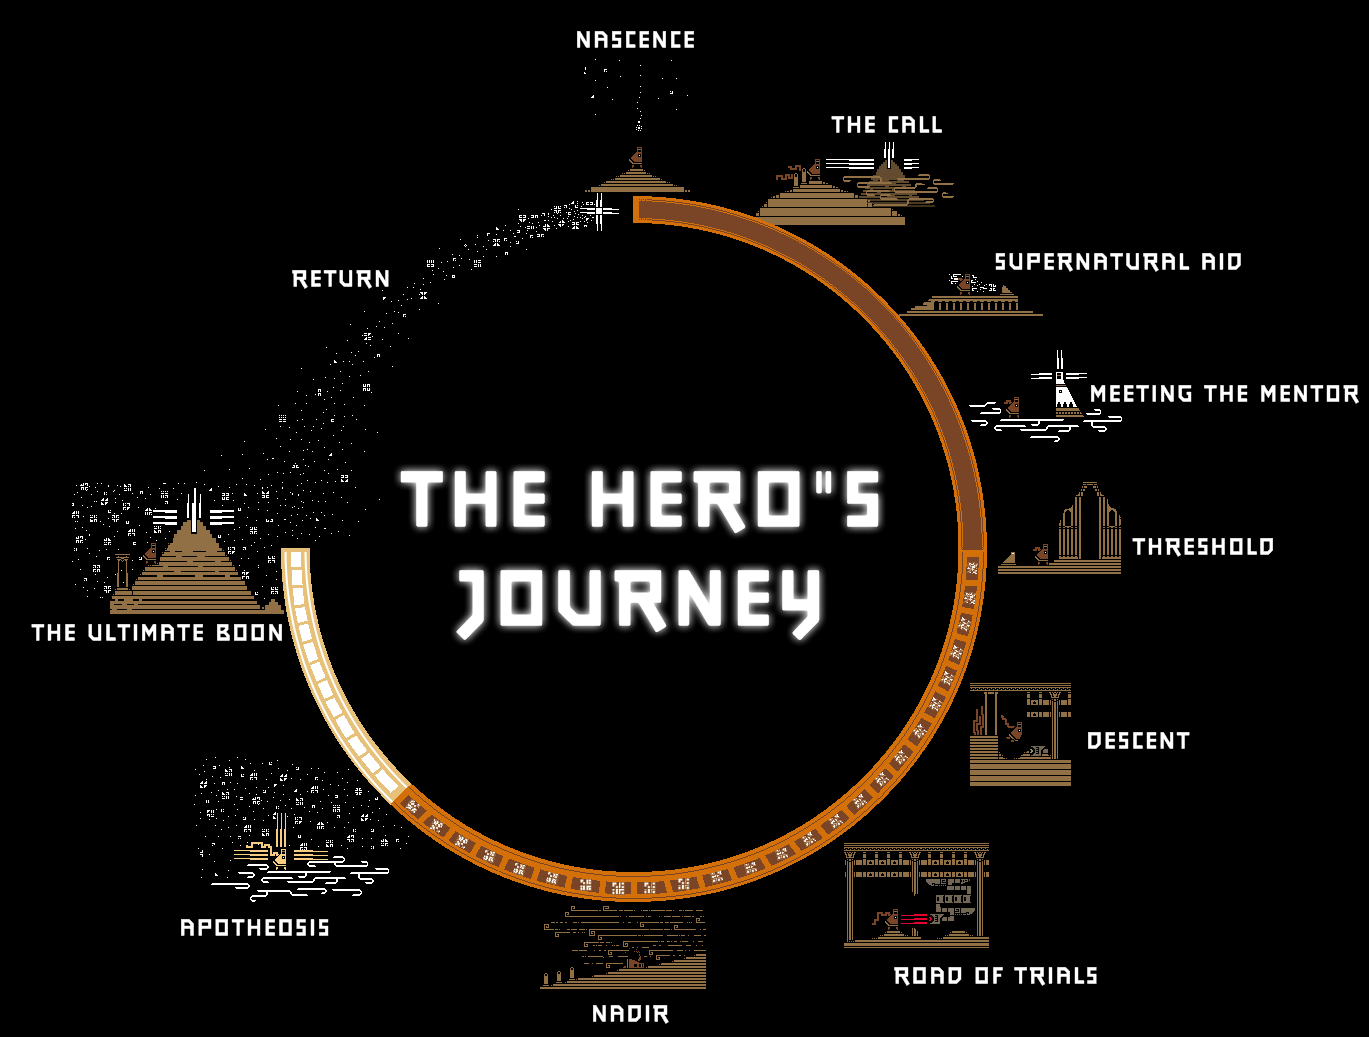 NASCENCE
THE CALL
SUPERNATURAL AID
RETURN
MEETING THE MENTOR
THE HERO"S
JOURNEY
THRESHOLD
THE ULTIMATE BOON
DESCENT
APOTHEOSIS
ROAD OF TRIALS
NADIR